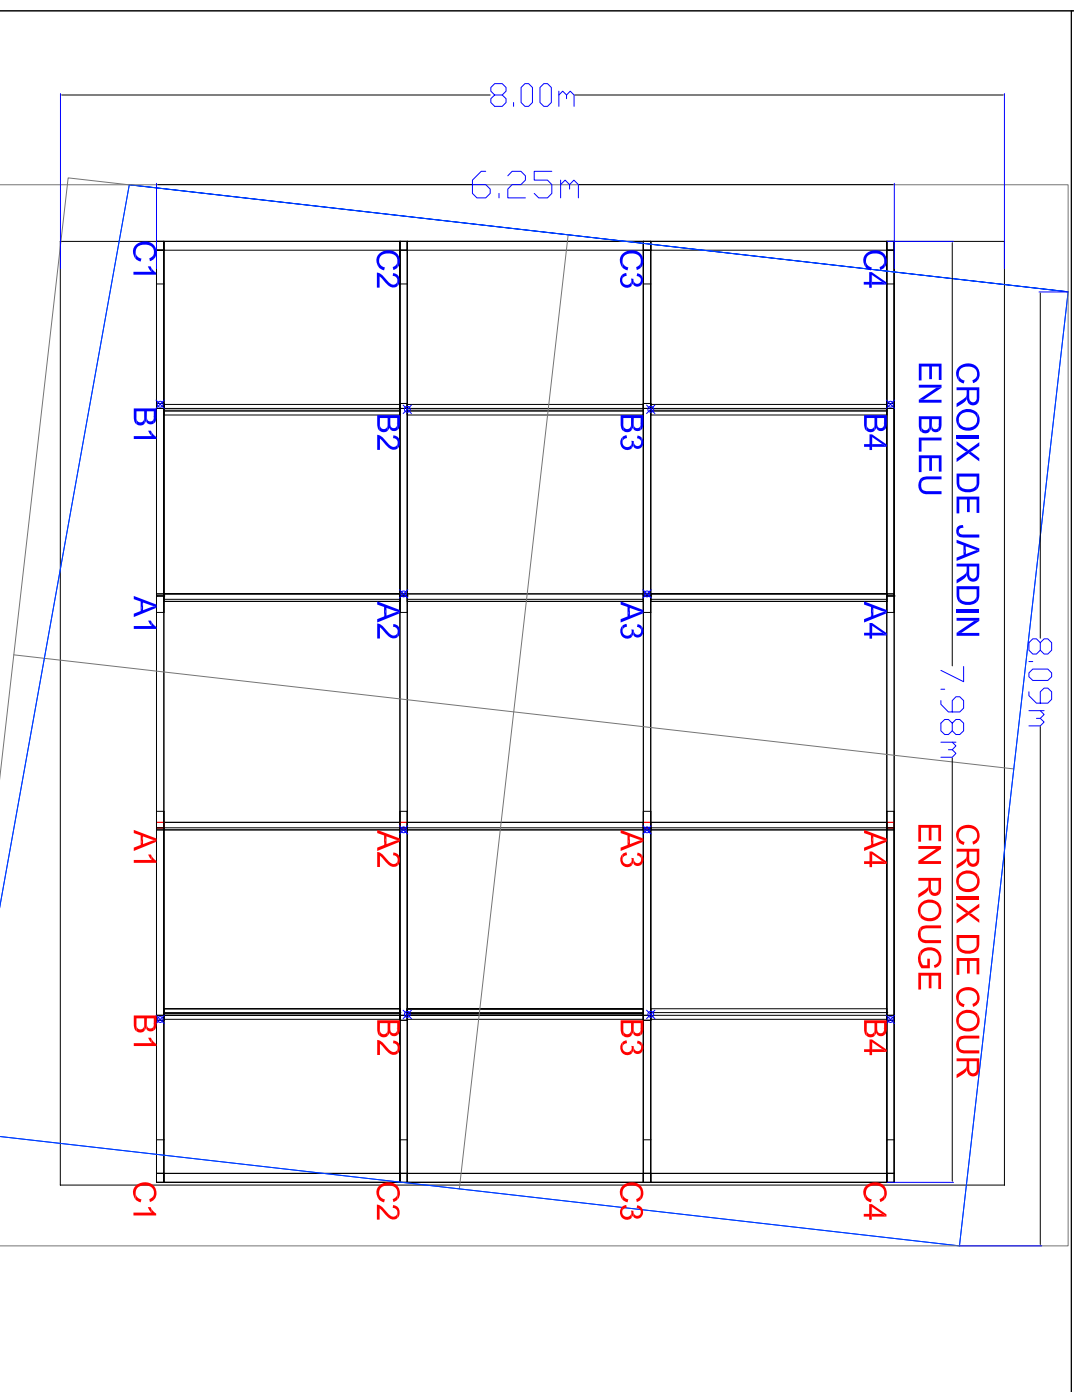 8.00m
6.25m
C1 C2 C3 C4
B1 B2 B3 B4
CROIX DE JARDIN
EN BLEU
A1 A2 A3 A4
8.09m
7.98m
A1 A2 A3 A4
CROIX DE COUR
EN ROUGE
B1 B2 B3 B4
C1 C2 C3 C4